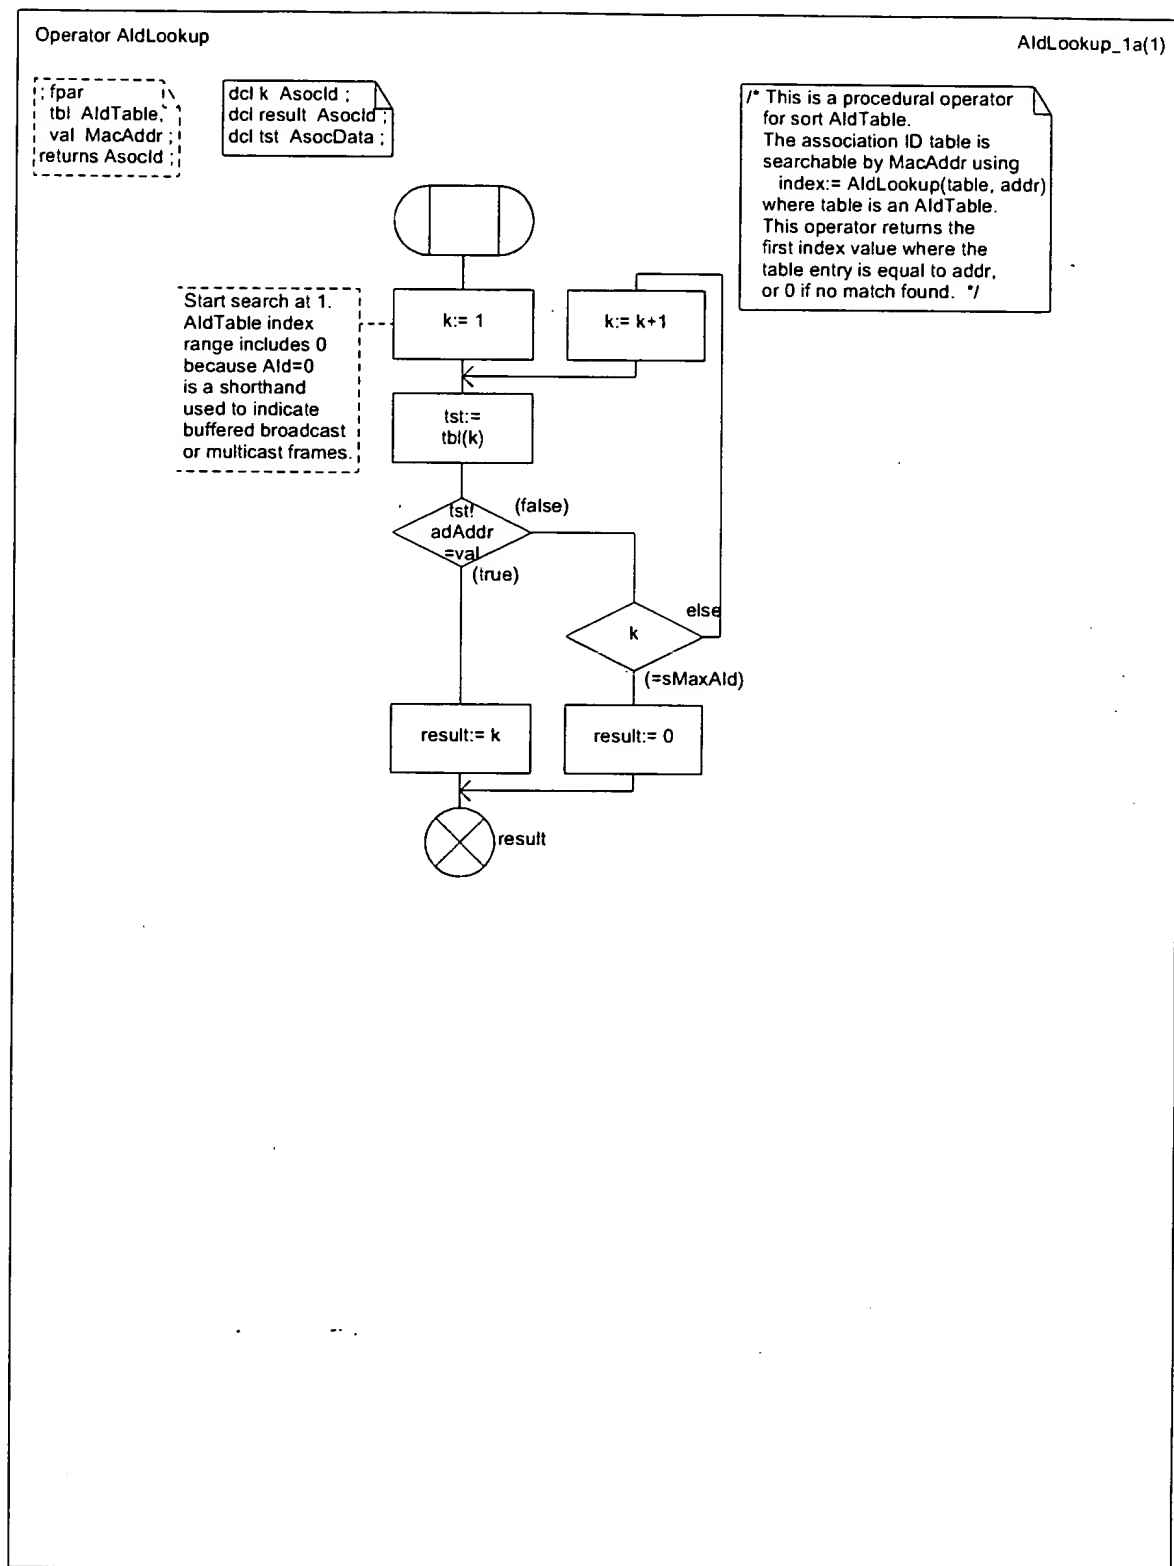 Operator AIdLookup
AIdLookup_1a(1)
; fpar
tbl AIdTable,
val MacAddr ;
returns AsocId ;
dcl k AsocId ;
dcl result AsocId ;
dcl tst AsocData ;
/* This is a procedural operator
for sort AIdTable.
The association ID table is
searchable by MacAddr using
index:= AIdLookup(table, addr)
where table is an AIdTable.
This operator returns the
first index value where the
table entry is equal to addr,
or 0 if no match found. */
Start search at 1.
AIdTable index
range includes 0
because AId=0
is a shorthand
used to indicate
buffered broadcast
or multicast frames.
k:= 1
k:= k+1
tst:=
tbl(k)
tst!
adAddr
=val
(false)
(true)
k
else
(=sMaxAId)
result:= k
result:= 0
result